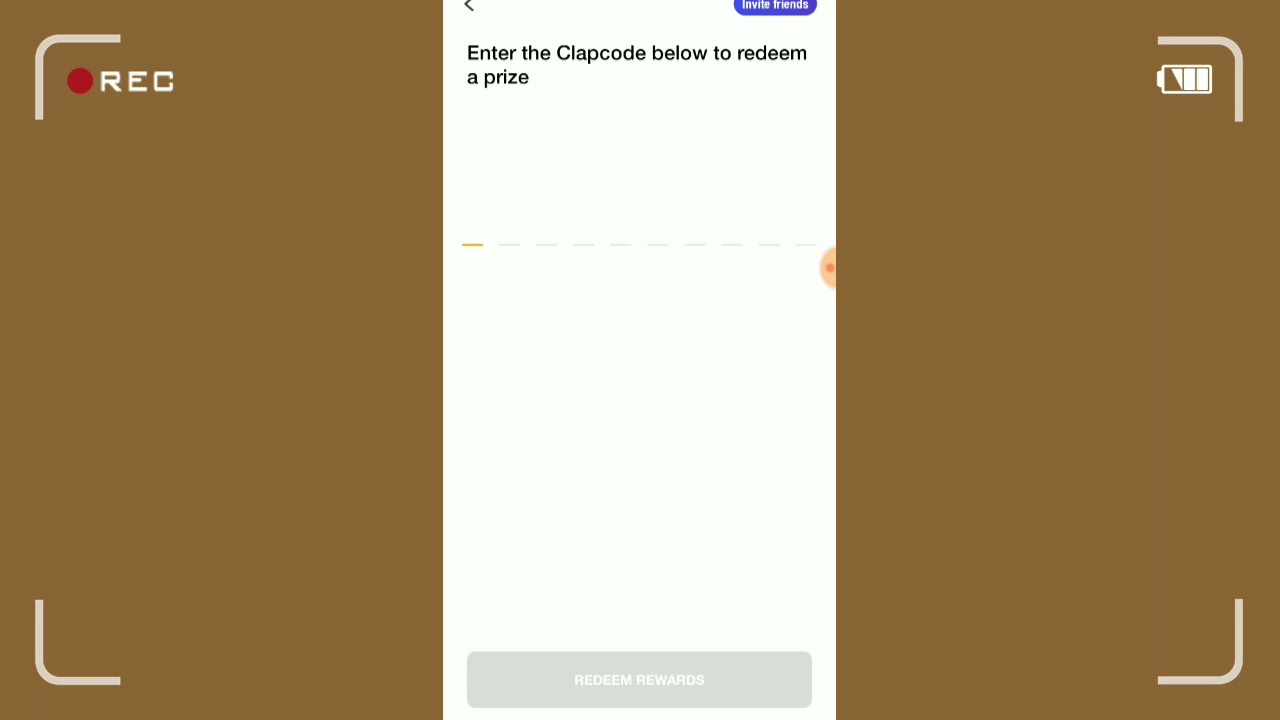 Invite friends
REC
Enter the Clapcode below to redeem
a prize
REDEEM REWARDS